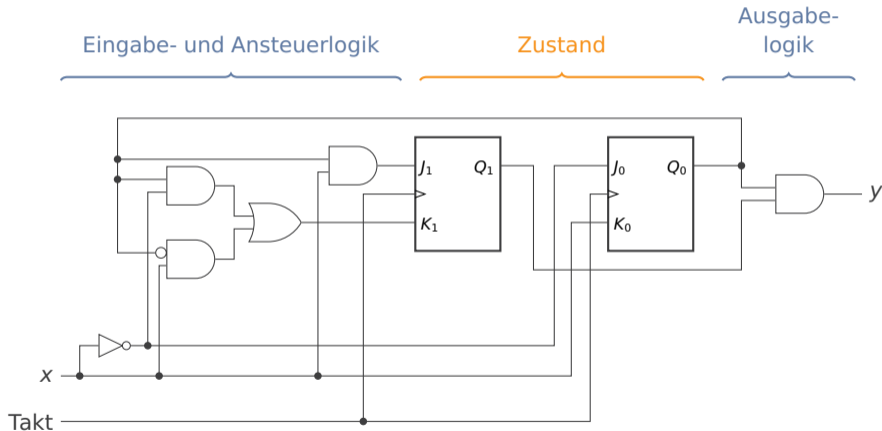 Eingabe- und Ansteuerlogik
Zustand
Ausgabe-
logik
J₁
Q₁
K₁
J₀
Q₀
K₀
y
x
Takt